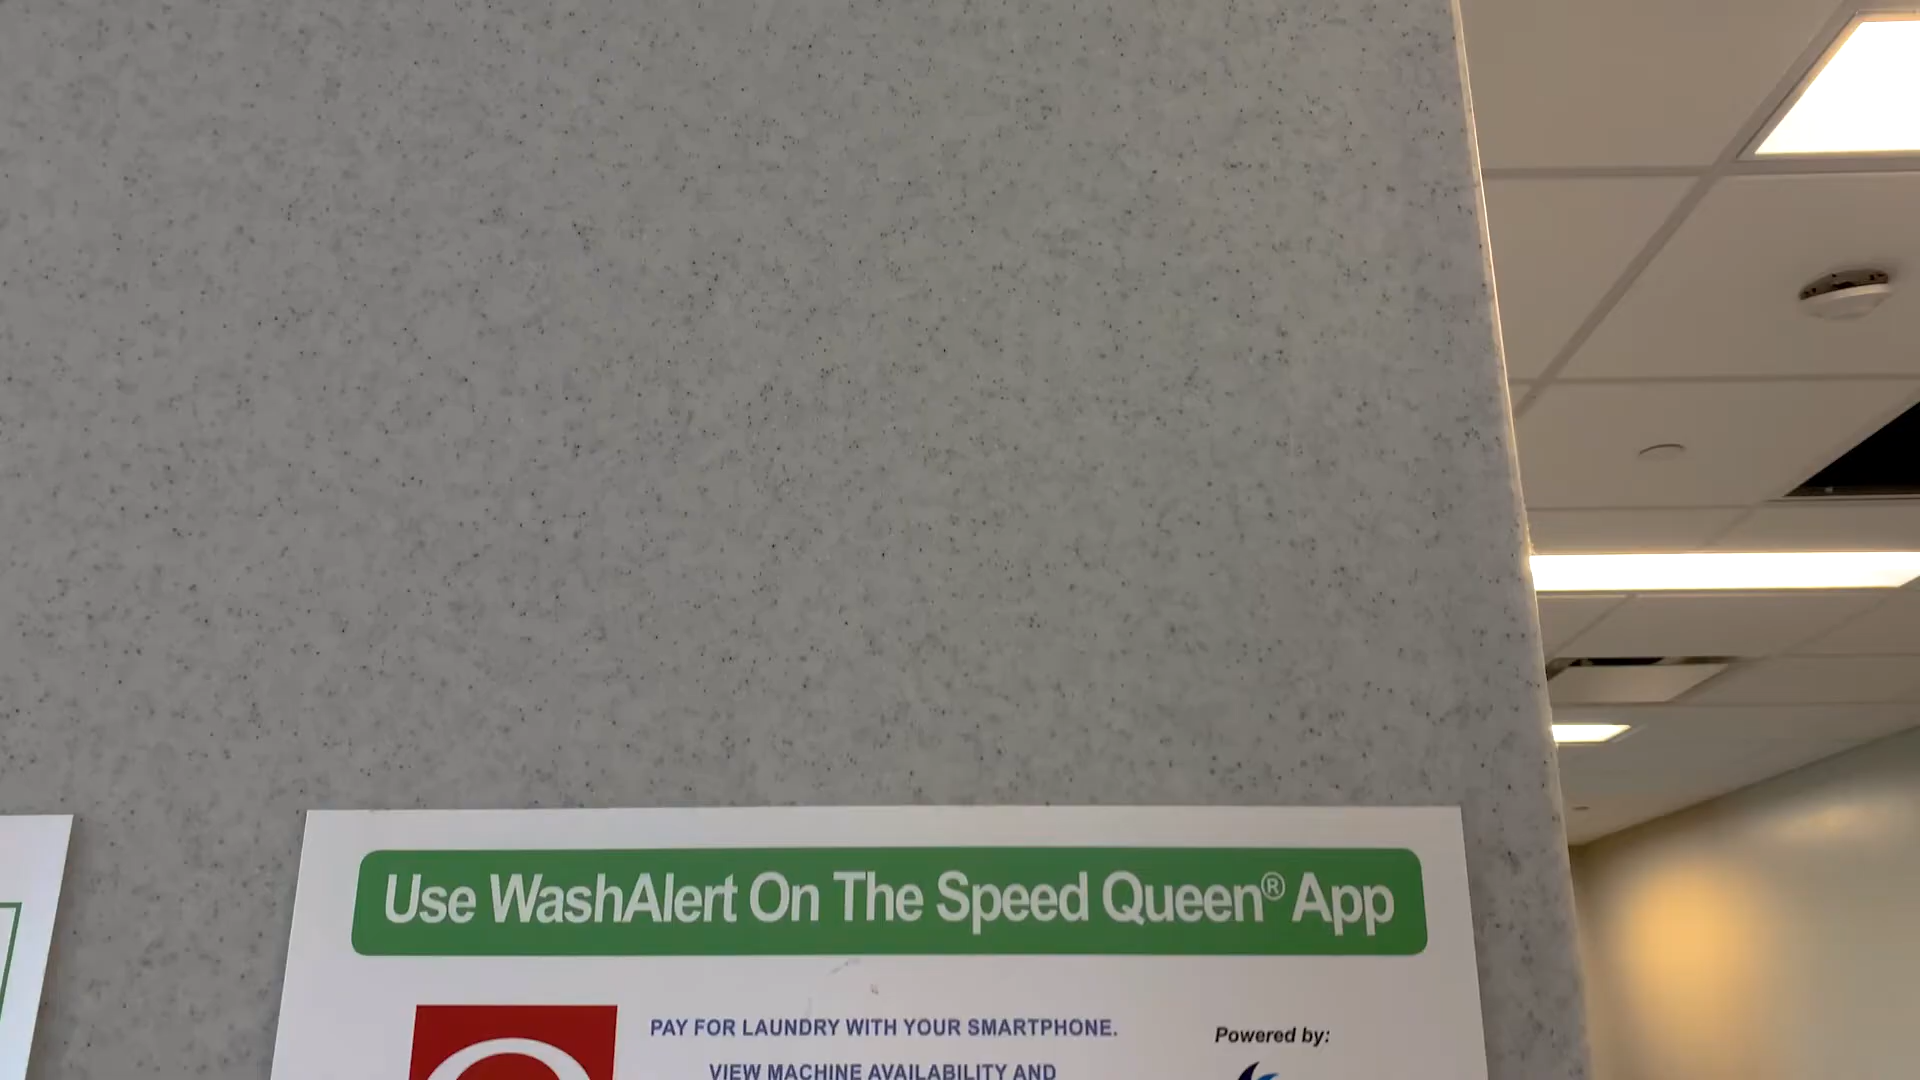 Use WashAlert On The Speed Queen® App
PAY FOR LAUNDRY WITH YOUR SMARTPHONE.
Powered by:
VIEW MACHINE AVAILABILITY AND